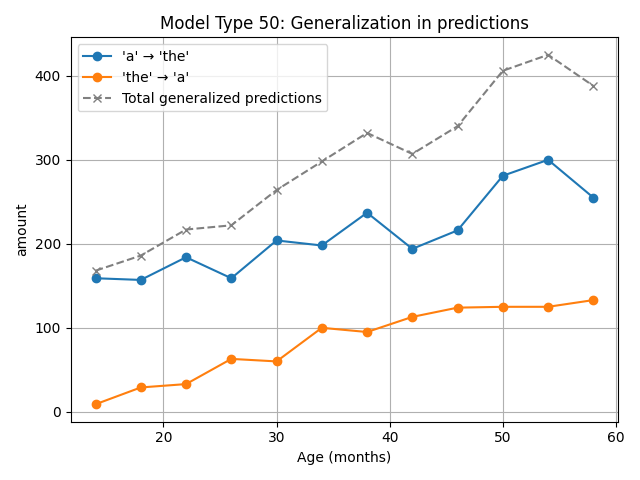 Model Type 50: Generalization in predictions
'a' → 'the'
'the' → 'a'
Total generalized predictions
400
300
200
100
0
amount
20 30 40 50 60
Age (months)